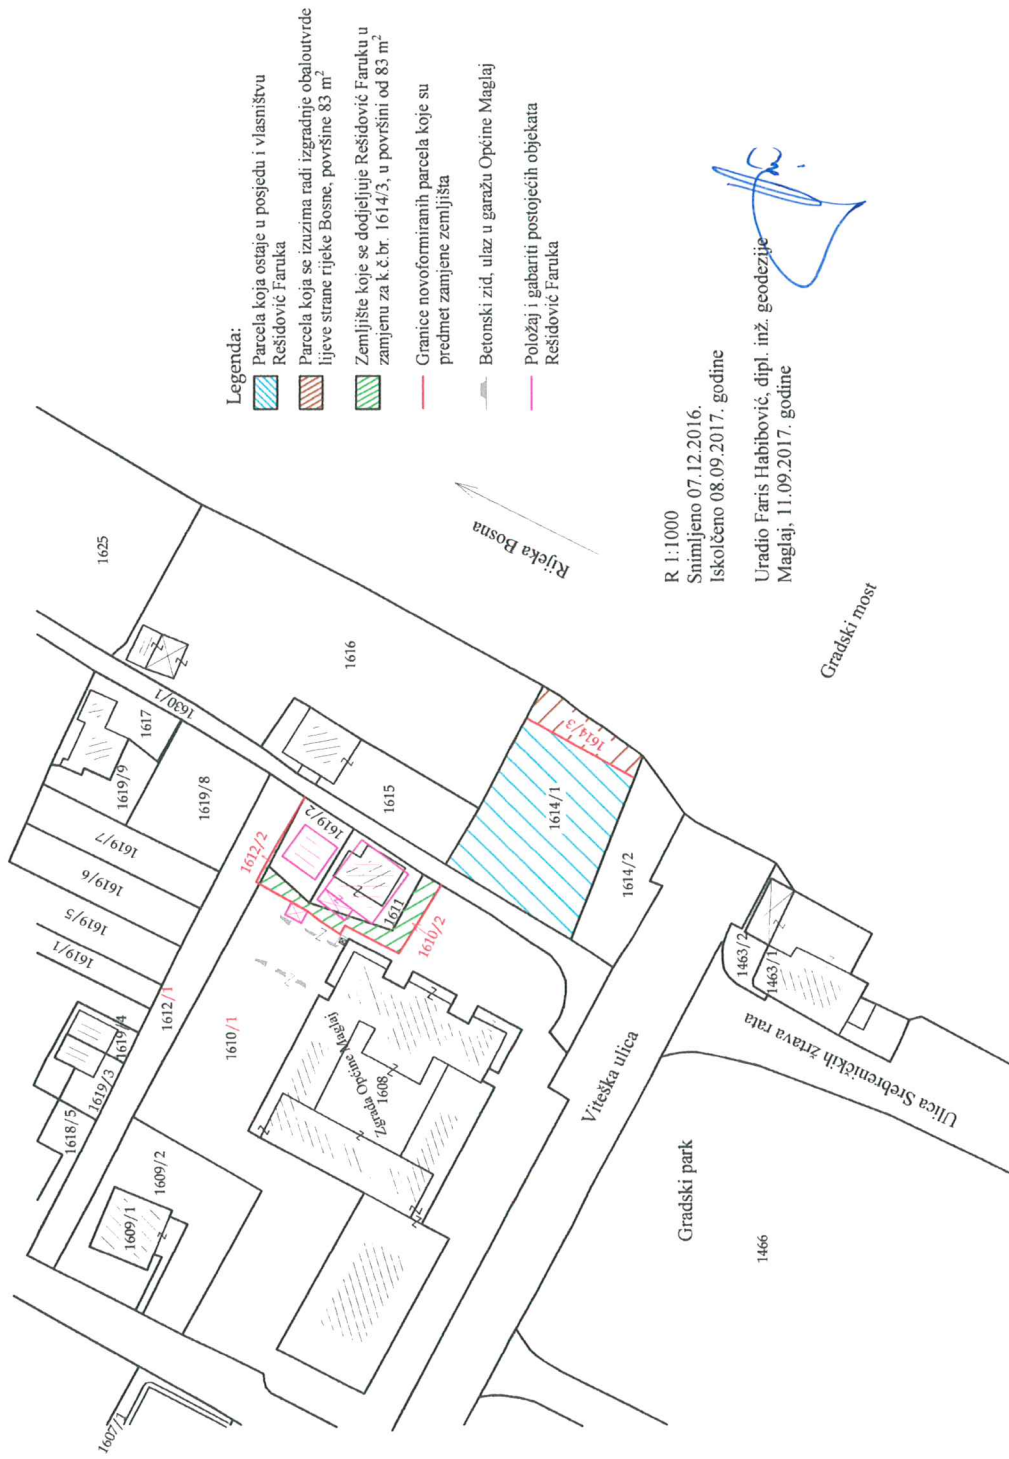 Legenda:
Parcela koja ostaje u posjedu i vlasništvu
Rešidović Faruka
Parcela koja se izuzima radi izgradnje obaloutvrde
lijeve strane rijeke Bosne, površine 83 m²
Zemljište koje se dodjeljuje Rešidović Faruku u
zamjenu za k.č.br. 1614/3, u površini od 83 m²
Granice novoformiranih parcela koje su
predmet zamjene zemljišta
Betonski zid, ulaz u garažu Općine Maglaj
Položaj i gabariti postojećih objekata
Rešidović Faruka
R 1:1000
Snimljeno 07.12.2016.
Iskolčeno 08.09.2017. godine
Uradio Faris Habibović, dipl. inž. geodezije
Maglaj, 11.09.2017. godine
1625
1616
Rijeka Bosna
1630/1
1617
1619/9
1619/8
1619/7
1619/6
1619/5
1619/1
1619/4
1619/3
1618/5
1612/1
1612/2
1619/2
1615
1611
1610/2
1610/1
1614/3
1614/1
1614/2
1609/2
1609/1
1607/1
Zgrada Općine Maglaj
1608
Viteška ulica
Gradski most
1463/2
1463/1
Ulica Srebreničkih žrtava rata
Gradski park
1466